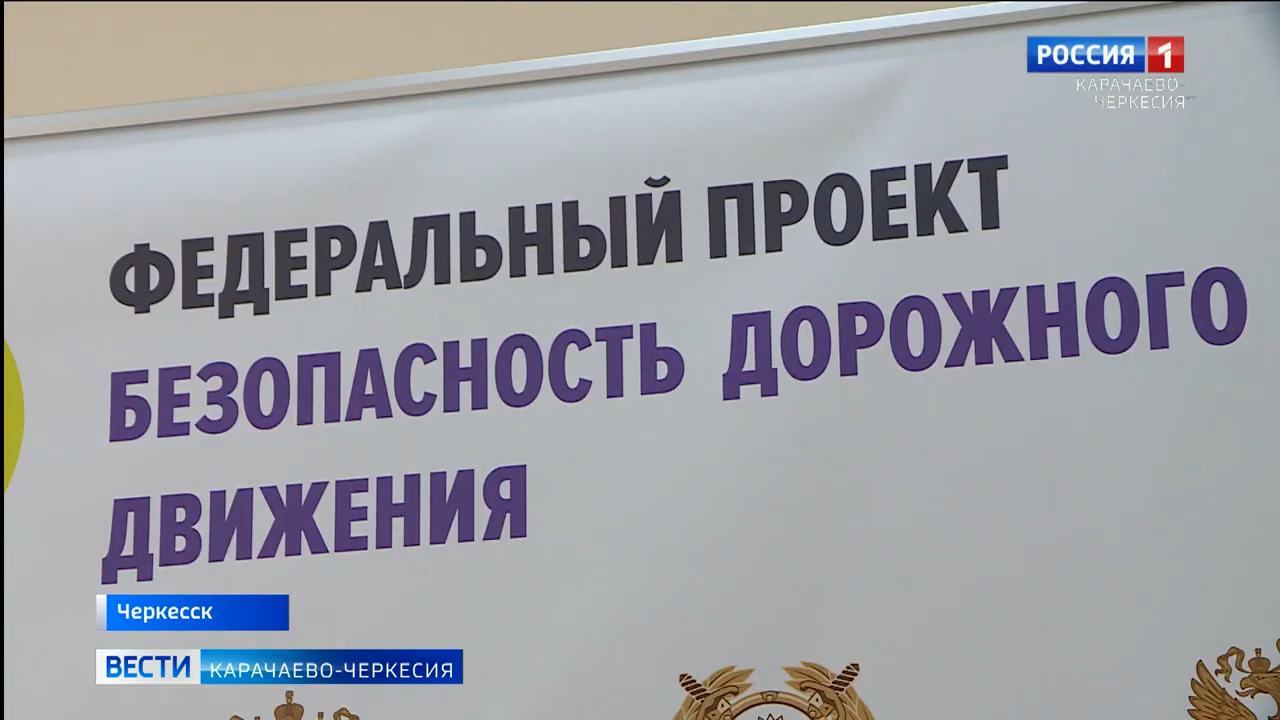 РОССИЯ 1
КАРАЧАЕВО-
ЧЕРКЕСИЯ
ФЕДЕРАЛЬНЫЙ ПРОЕКТ
БЕЗОПАСНОСТЬ ДОРОЖНОГО
ДВИЖЕНИЯ
Черкесск
ВЕСТИ КАРАЧАЕВО-ЧЕРКЕСИЯ